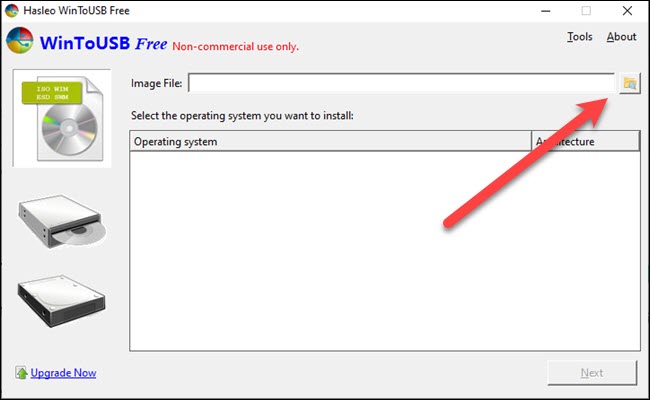 Hasleo WinToUSB Free
WinToUSB Free Non-commercial use only.
Tools About
ISO WIM
ESD SWM
Image File:
Select the operating system you want to install:
Operating system
Upgrade Now
Next